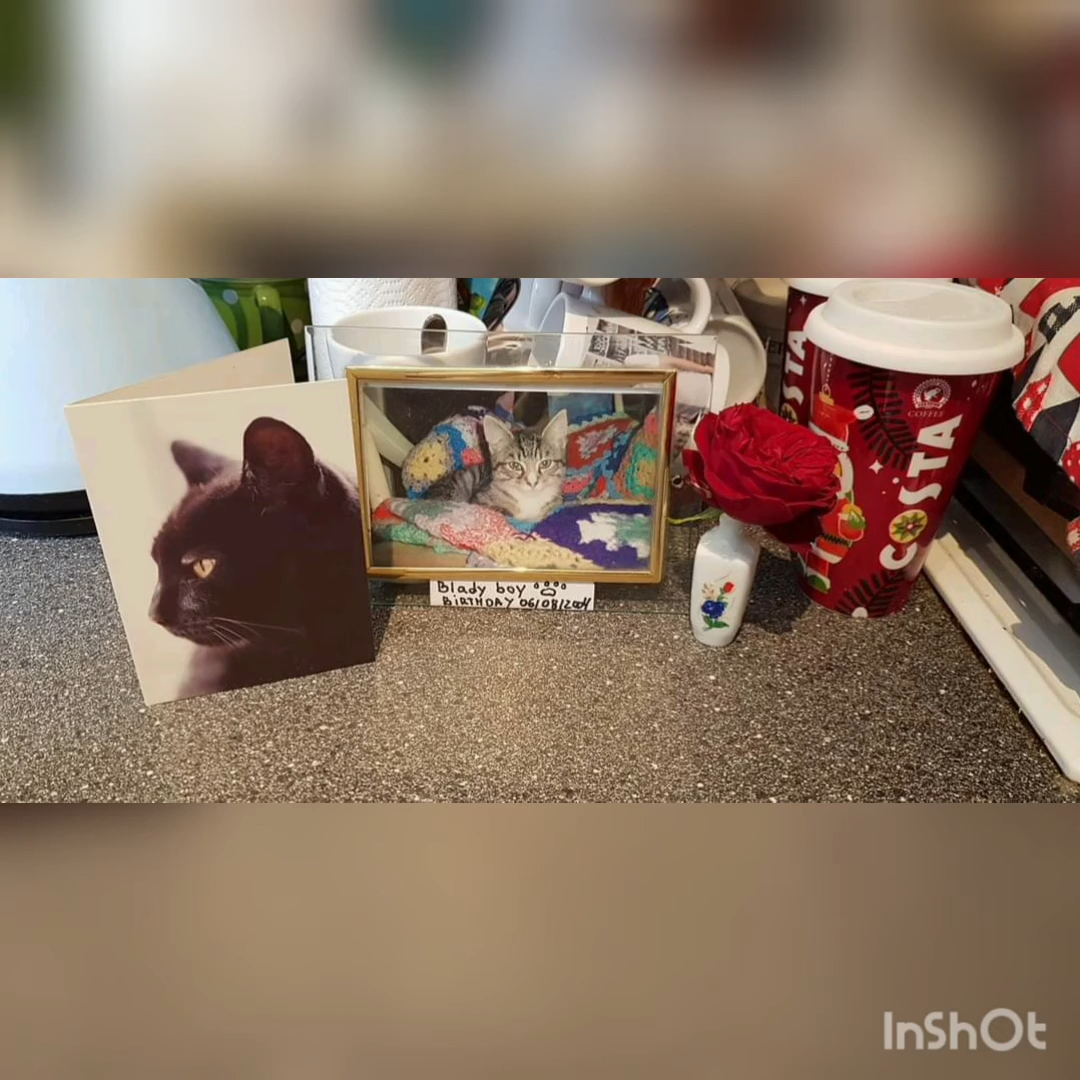 Blady boy
BIRTHDAY 06/08/2004
COSTA
COFFEE
COSTA
InShOt